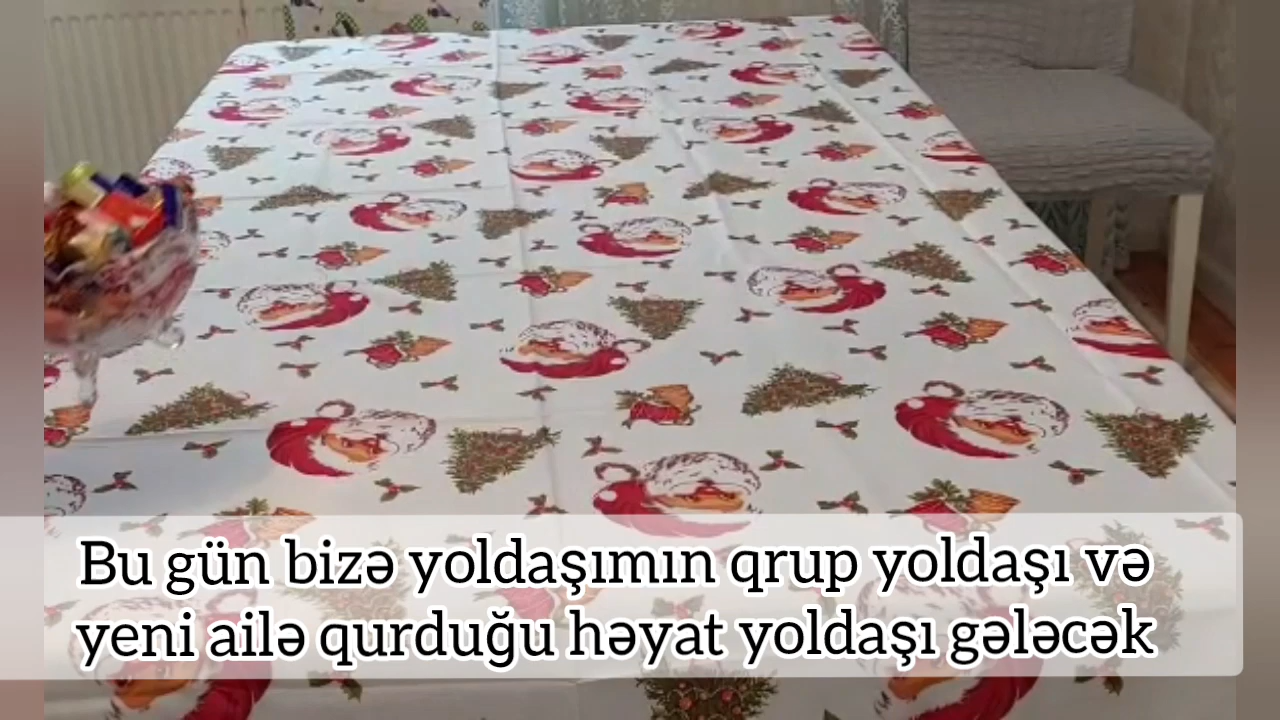 Bu gün bizə yoldaşımın qrup yoldaşı və
yeni ailə qurduğu həyat yoldaşı gələcək